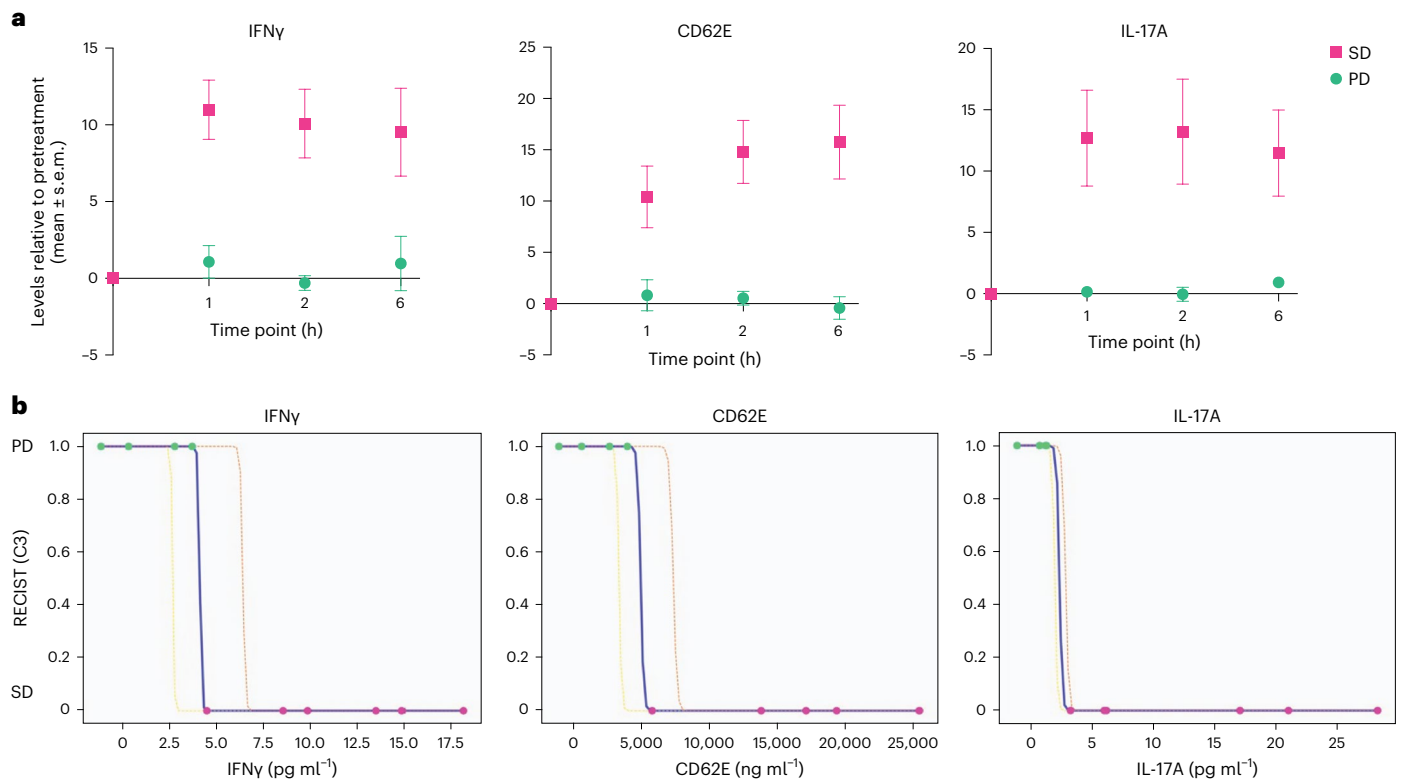 a
IFNγ
CD62E
IL-17A
SD
PD
Levels relative to pretreatment
(mean ± s.e.m.)
15
10
5
0
–5
1
2
6
Time point (h)
25
20
15
10
5
0
–5
1
2
6
Time point (h)
20
15
10
5
0
–5
1
2
6
Time point (h)
b
IFNγ
CD62E
IL-17A
PD
RECIST (C3)
SD
1.0
0.8
0.6
0.4
0.2
0
0 2.5 5.0 7.5 10.0 12.5 15.0 17.5
IFNγ (pg ml⁻¹)
1.0
0.8
0.6
0.4
0.2
0
0 5,000 10,000 15,000 20,000 25,000
CD62E (ng ml⁻¹)
1.0
0.8
0.6
0.4
0.2
0
0 5 10 15 20 25
IL-17A (pg ml⁻¹)